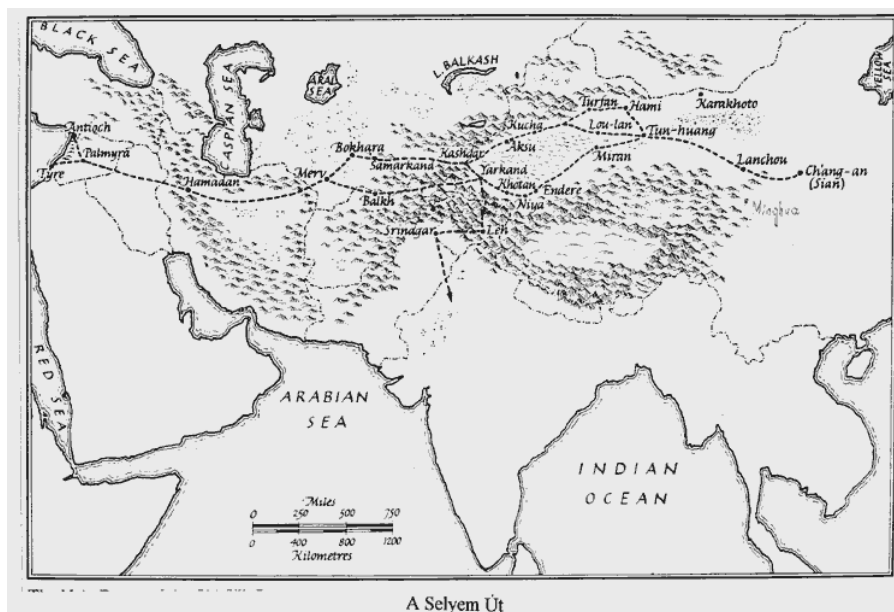 BLACK SEA
CASPIAN SEA
ARAL SEA
L. BALKASH
YELLOW SEA
Antioch
Palmyra
Tyre
Hamadan
Merv
Bokhara
Samarkand
Balkh
Kashgar
Yarkand
Kucha
Aksu
Turfan
Hami
Karakhoto
Lou-lan
Tun-huang
Miran
Khotan
Endere
Niya
Lanchou
Ch'ang-an
(Sian)
Minghua
Srinagar
Leh
RED SEA
ARABIAN
SEA
INDIAN
OCEAN
Miles
0 250 500 750
0 400 800 1200
Kilometres
A Selyem Út